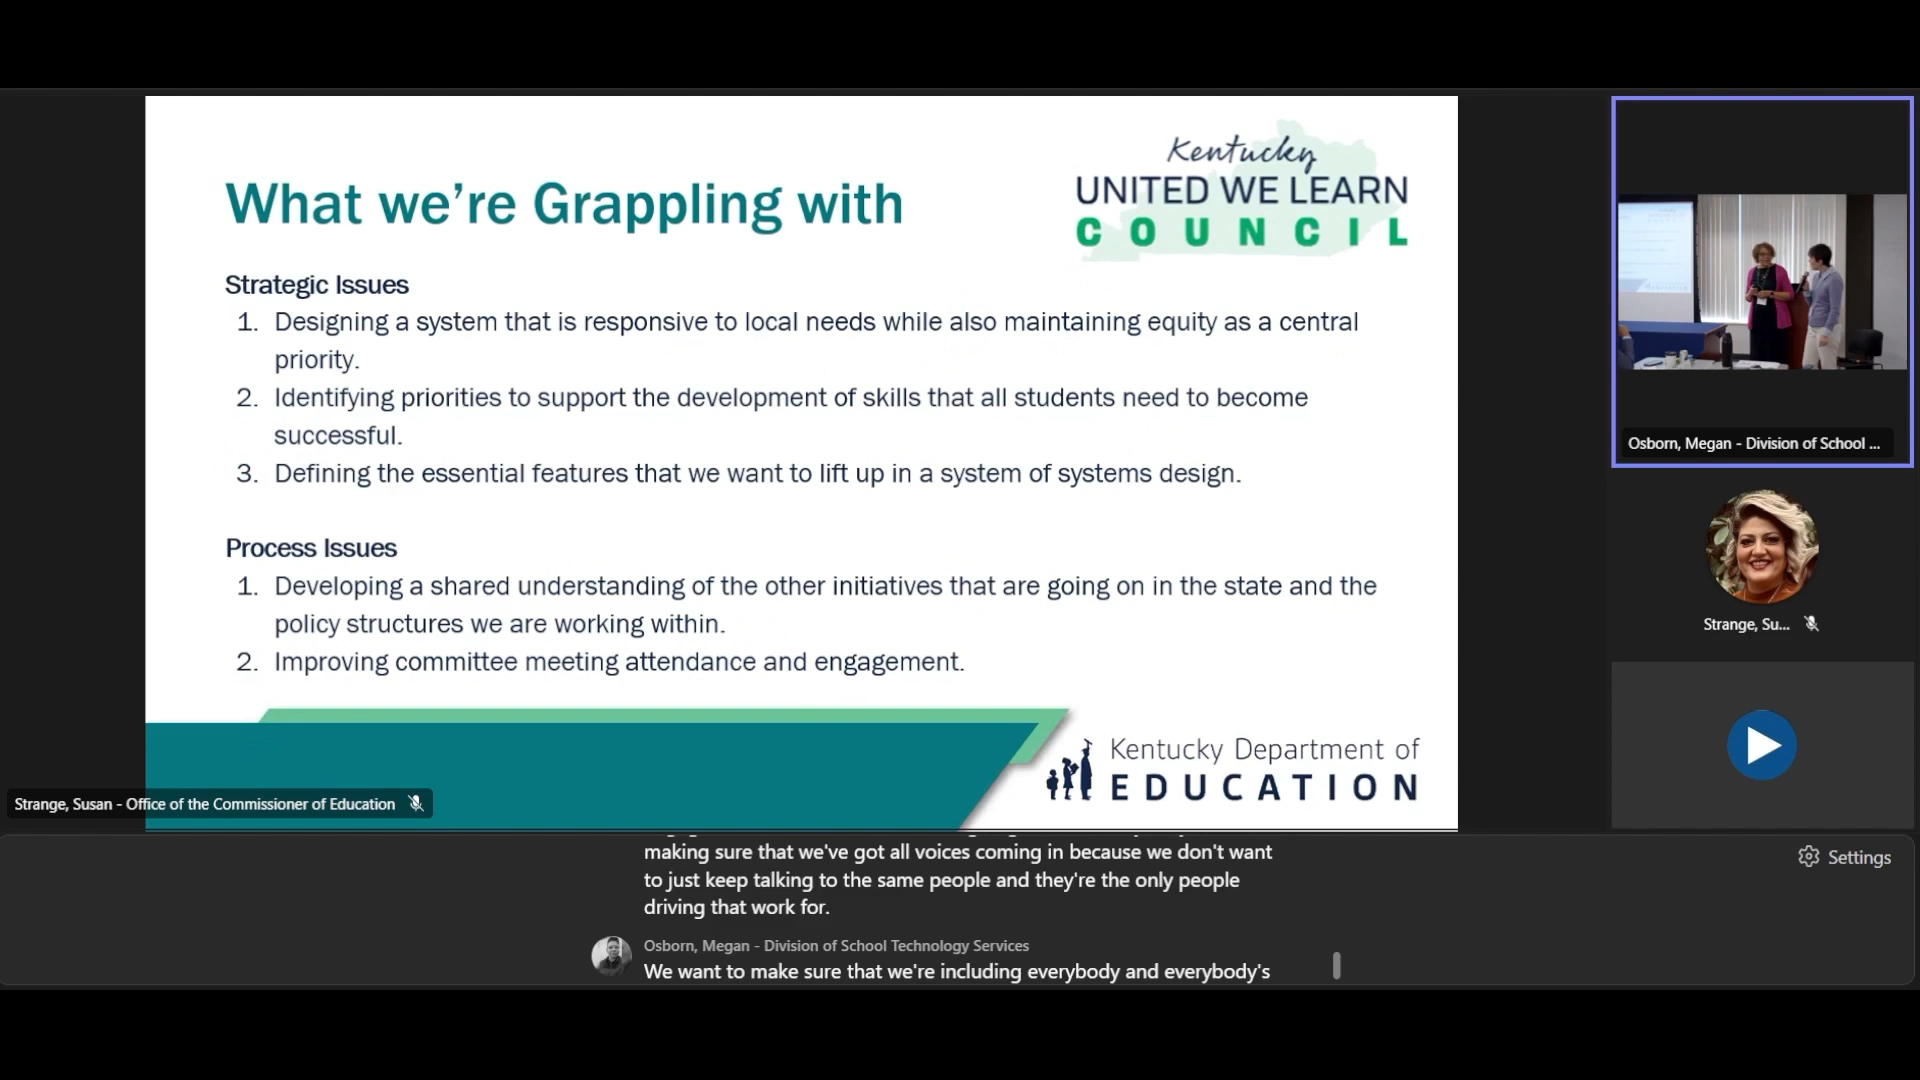 What we're Grappling with
Kentucky
UNITED WE LEARN
COUNCIL
Strategic Issues
1. Designing a system that is responsive to local needs while also maintaining equity as a central
priority.
2. Identifying priorities to support the development of skills that all students need to become
successful.
3. Defining the essential features that we want to lift up in a system of systems design.
Process Issues
1. Developing a shared understanding of the other initiatives that are going on in the state and the
policy structures we are working within.
2. Improving committee meeting attendance and engagement.
Kentucky Department of
EDUCATION
Strange, Susan - Office of the Commissioner of Education
Osborn, Megan - Division of School ...
Strange, Su...
making sure that we've got all voices coming in because we don't want
to just keep talking to the same people and they're the only people
driving that work for.
Osborn, Megan - Division of School Technology Services
We want to make sure that we're including everybody and everybody's
Settings